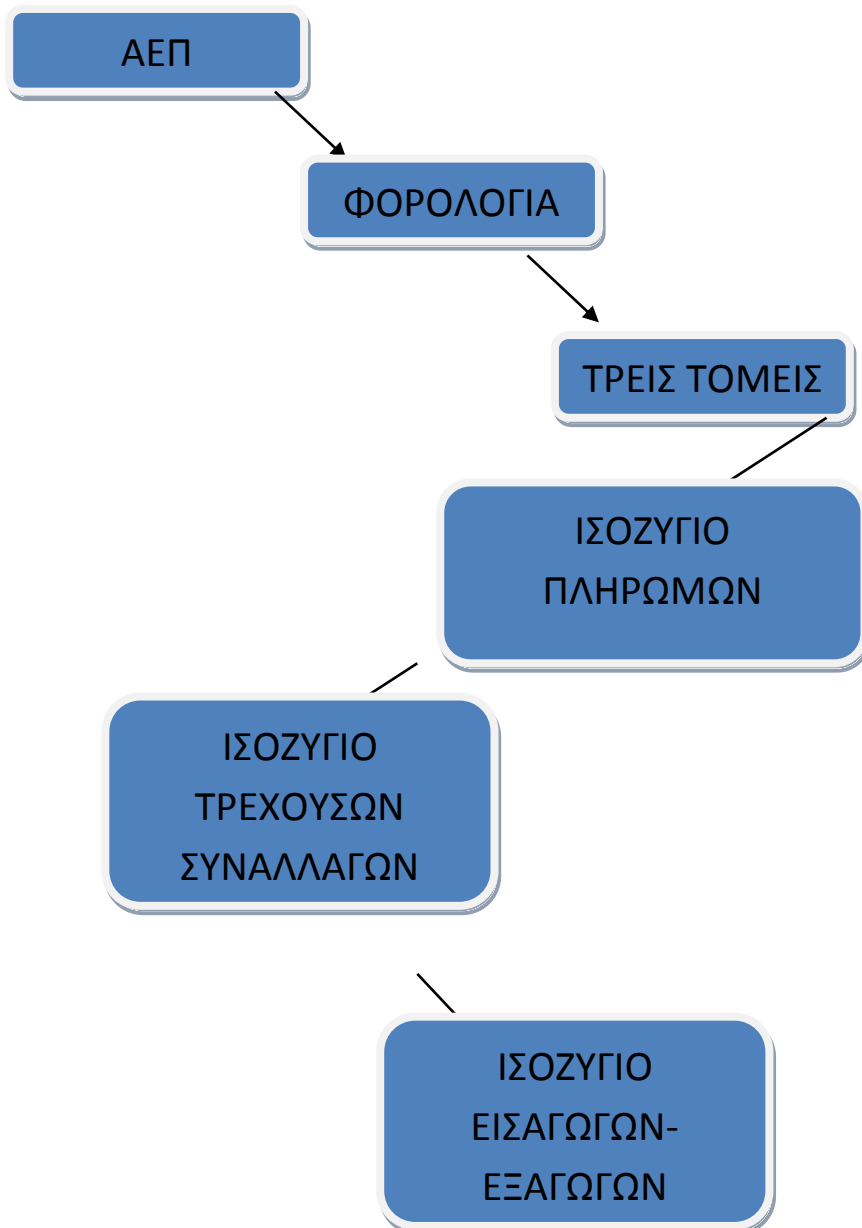 ΑΕΠ
ΦΟΡΟΛΟΓΙΑ
ΤΡΕΙΣ ΤΟΜΕΙΣ
ΙΣΟΖΥΓΙΟ
ΠΛΗΡΩΜΩΝ
ΙΣΟΖΥΓΙΟ
ΤΡΕΧΟΥΣΩΝ
ΣΥΝΑΛΛΑΓΩΝ
ΙΣΟΖΥΓΙΟ
ΕΙΣΑΓΩΓΩΝ-
ΕΞΑΓΩΓΩΝ